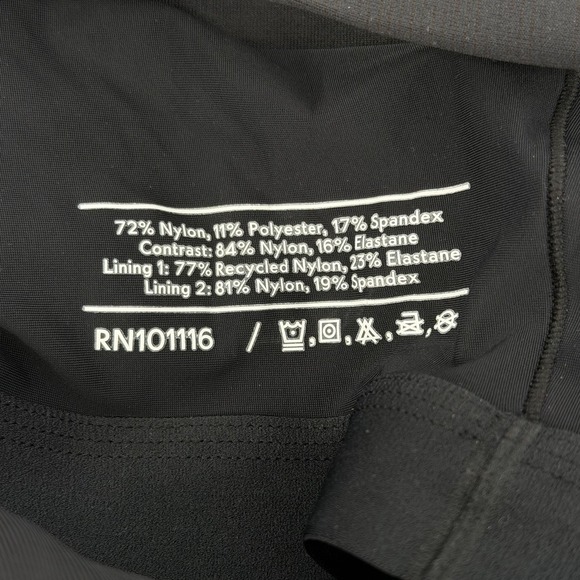 72% Nylon, 11% Polyester, 17% Spandex
Contrast: 84% Nylon, 16% Elastane
Lining 1: 77% Recycled Nylon, 23% Elastane
Lining 2: 81% Nylon, 19% Spandex
RN101116 /